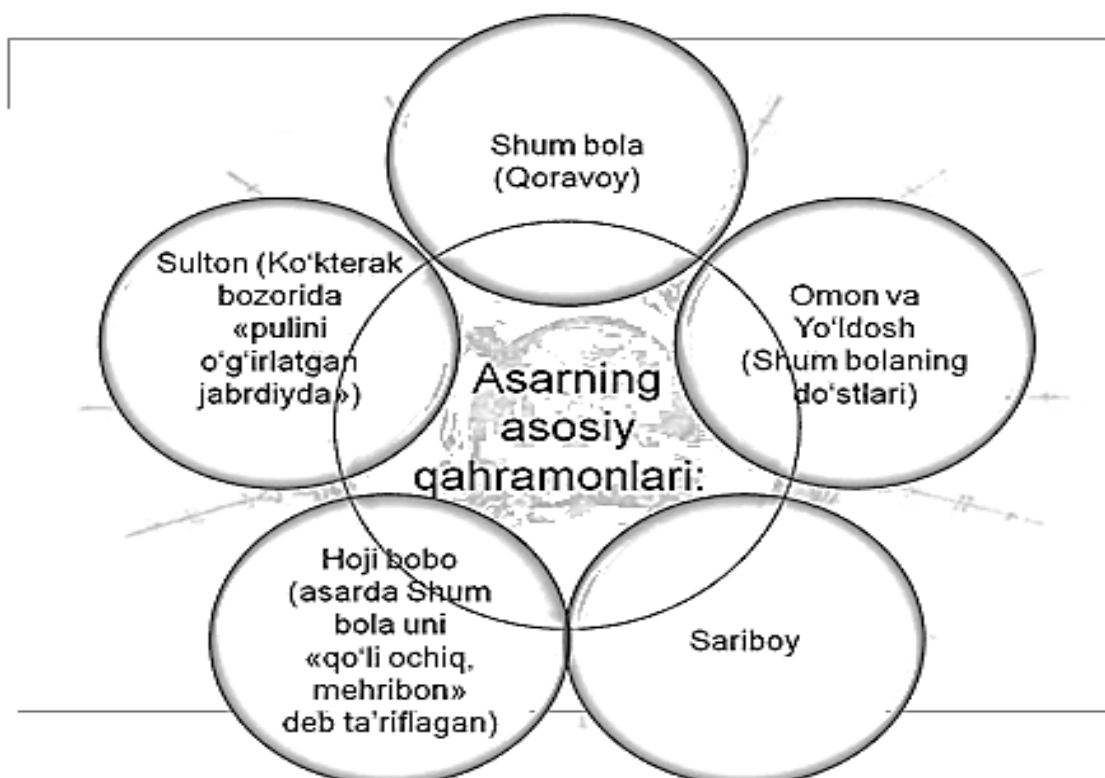 Shum bola
(Qoravoy)
Sulton (Ko‘kterak
bozorida
«pulini
o‘g‘irlatgan
jabrdiyda»)
Omon va
Yo‘ldosh
(Shum bolaning
do‘stlari)
Asarning
asosiy
qahramonlari:
Hoji bobo
(asarda Shum
bola uni
«qo‘li ochiq,
mehribon»
deb ta’riflagan)
Sariboy